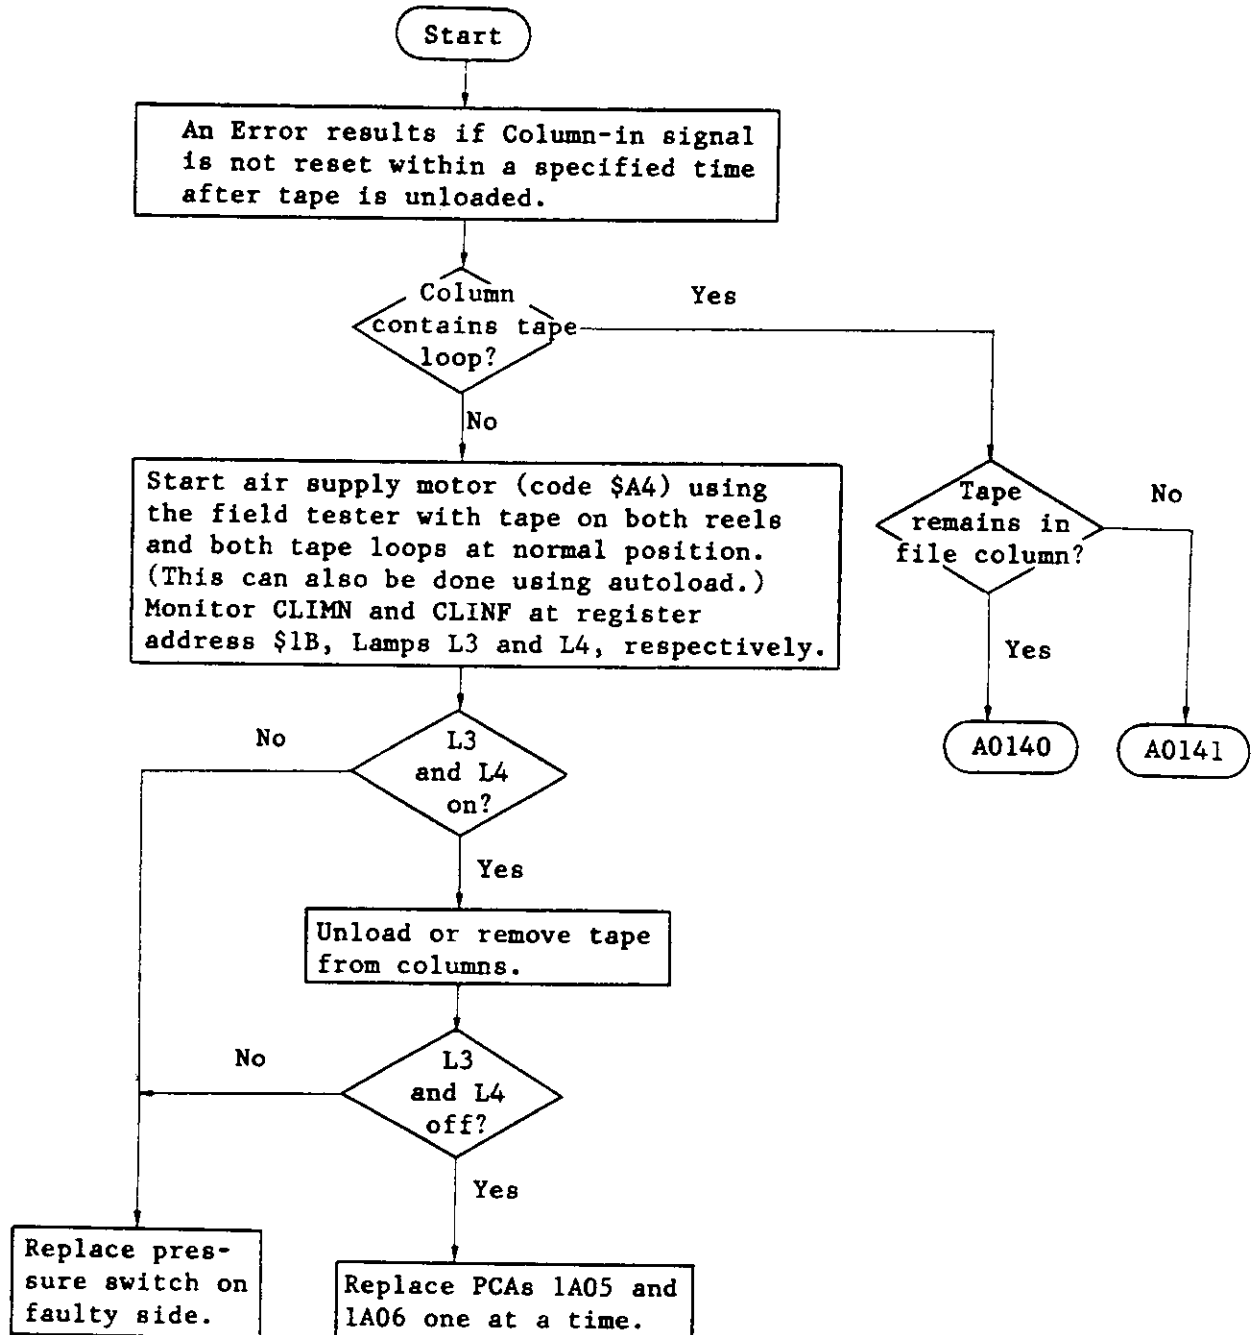 Start
An Error results if Column-in signal
is not reset within a specified time
after tape is unloaded.
Column
contains tape
loop?
Yes
No
Start air supply motor (code $A4) using
the field tester with tape on both reels
and both tape loops at normal position.
(This can also be done using autoload.)
Monitor CLIMN and CLINF at register
address $1B, Lamps L3 and L4, respectively.
Tape
remains in
file column?
No
Yes
A0140
A0141
L3
and L4
on?
No
Yes
Unload or remove tape
from columns.
L3
and L4
off?
No
Yes
Replace pres-
sure switch on
faulty side.
Replace PCAs 1A05 and
1A06 one at a time.